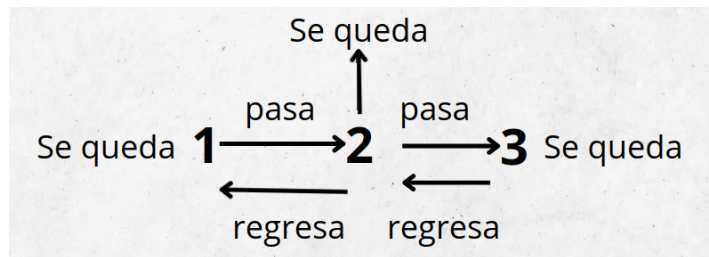 Se queda
pasa pasa
Se queda 1 2 3 Se queda
regresa regresa